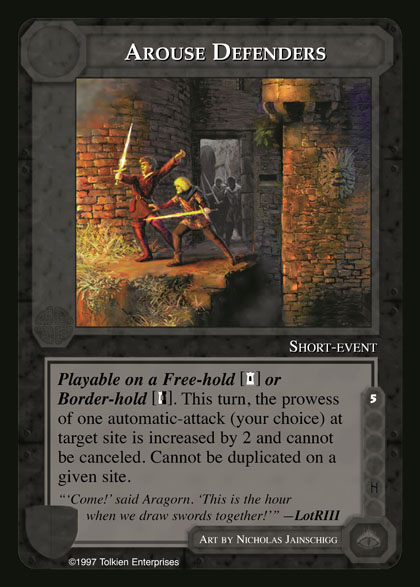 AROUSE DEFENDERS
SHORT-EVENT
Playable on a Free-hold [] or
Border-hold []. This turn, the prowess
of one automatic-attack (your choice) at
target site is increased by 2 and cannot
be canceled. Cannot be duplicated on a
given site.
5
H
“‘Come!’ said Aragorn. ‘This is the hour
when we draw swords together!’” —LotRIII
ART BY NICHOLAS JAINSCHIGG
©1997 Tolkien Enterprises